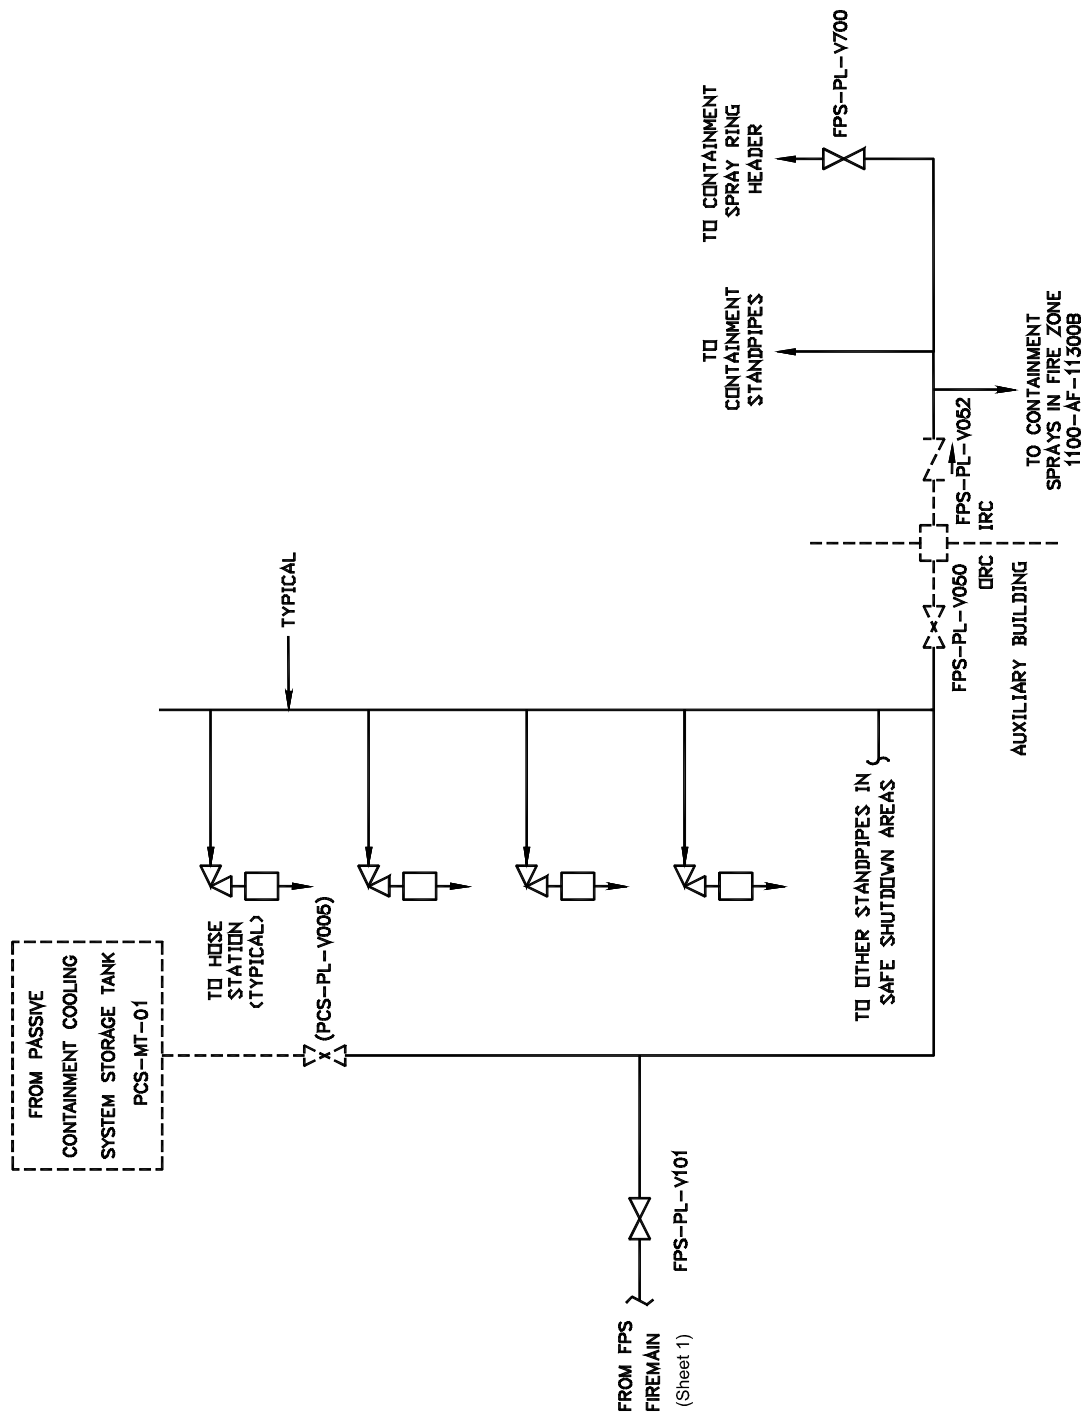 FROM PASSIVE
CONTAINMENT COOLING
SYSTEM STORAGE TANK
PCS-MT-01
(PCS-PL-V005)
TO HOSE
STATION
(TYPICAL)
TYPICAL
FROM FPS
FIREMAIN
(Sheet 1)
FPS-PL-V101
TO OTHER STANDPIPES IN
SAFE SHUTDOWN AREAS
FPS-PL-V050
ORC
IRC
AUXILIARY BUILDING
FPS-PL-V052
TO
CONTAINMENT
STANDPIPES
TO CONTAINMENT
SPRAY RING
HEADER
FPS-PL-V700
TO CONTAINMENT
SPRAYS IN FIRE ZONE
1100-AF-11300B